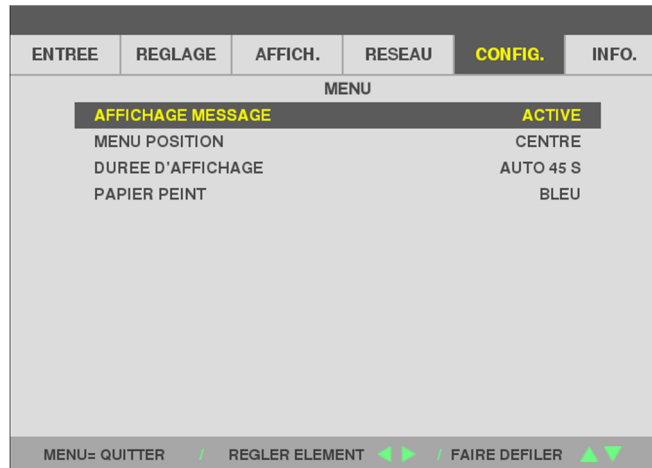 ENTREE REGLAGE AFFICH. RESEAU CONFIG. INFO.
MENU
AFFICHAGE MESSAGE ACTIVE
MENU POSITION CENTRE
DUREE D'AFFICHAGE AUTO 45 S
PAPIER PEINT BLEU
MENU= QUITTER / REGLER ELEMENT ◀ ▶ / FAIRE DEFILER ▲ ▼